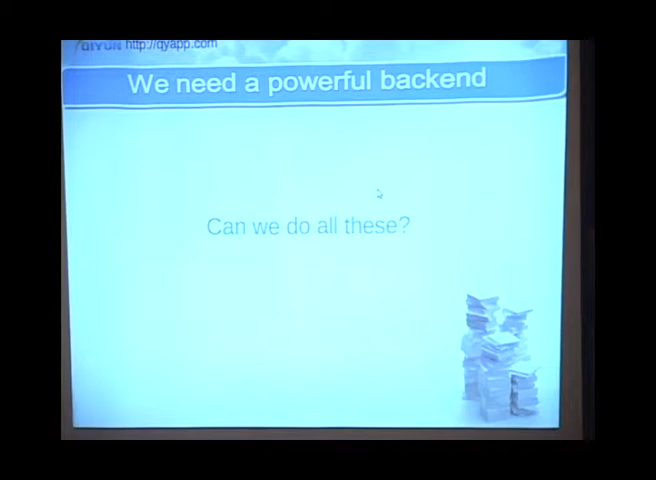 QIYUN http://qyapp.com
We need a powerful backend
Can we do all these?